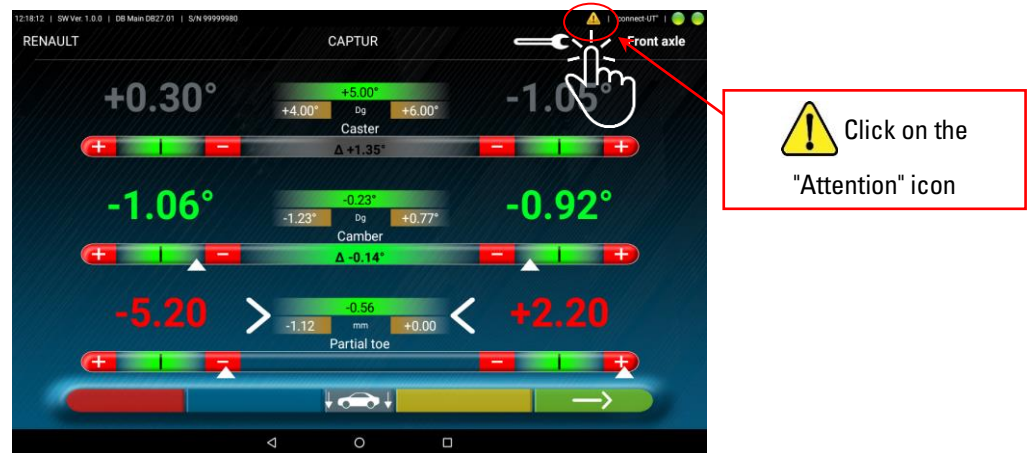 12:18:12 | SW Ver. 1.0.0 | DB Main DB27.01 | S/N 99999980
| connect-UT" |
RENAULT CAPTUR Front axle
+0.30° +5.00° -1.05°
+4.00° Dg +6.00°
Caster
+ - Δ +1.35° - +
-1.06° -0.23° -0.92°
-1.23° Dg +0.77°
Camber
+ - Δ -0.14° - +
-5.20 > -0.56 < +2.20
-1.12 mm +0.00
Partial toe
+ - - +
Click on the
"Attention" icon